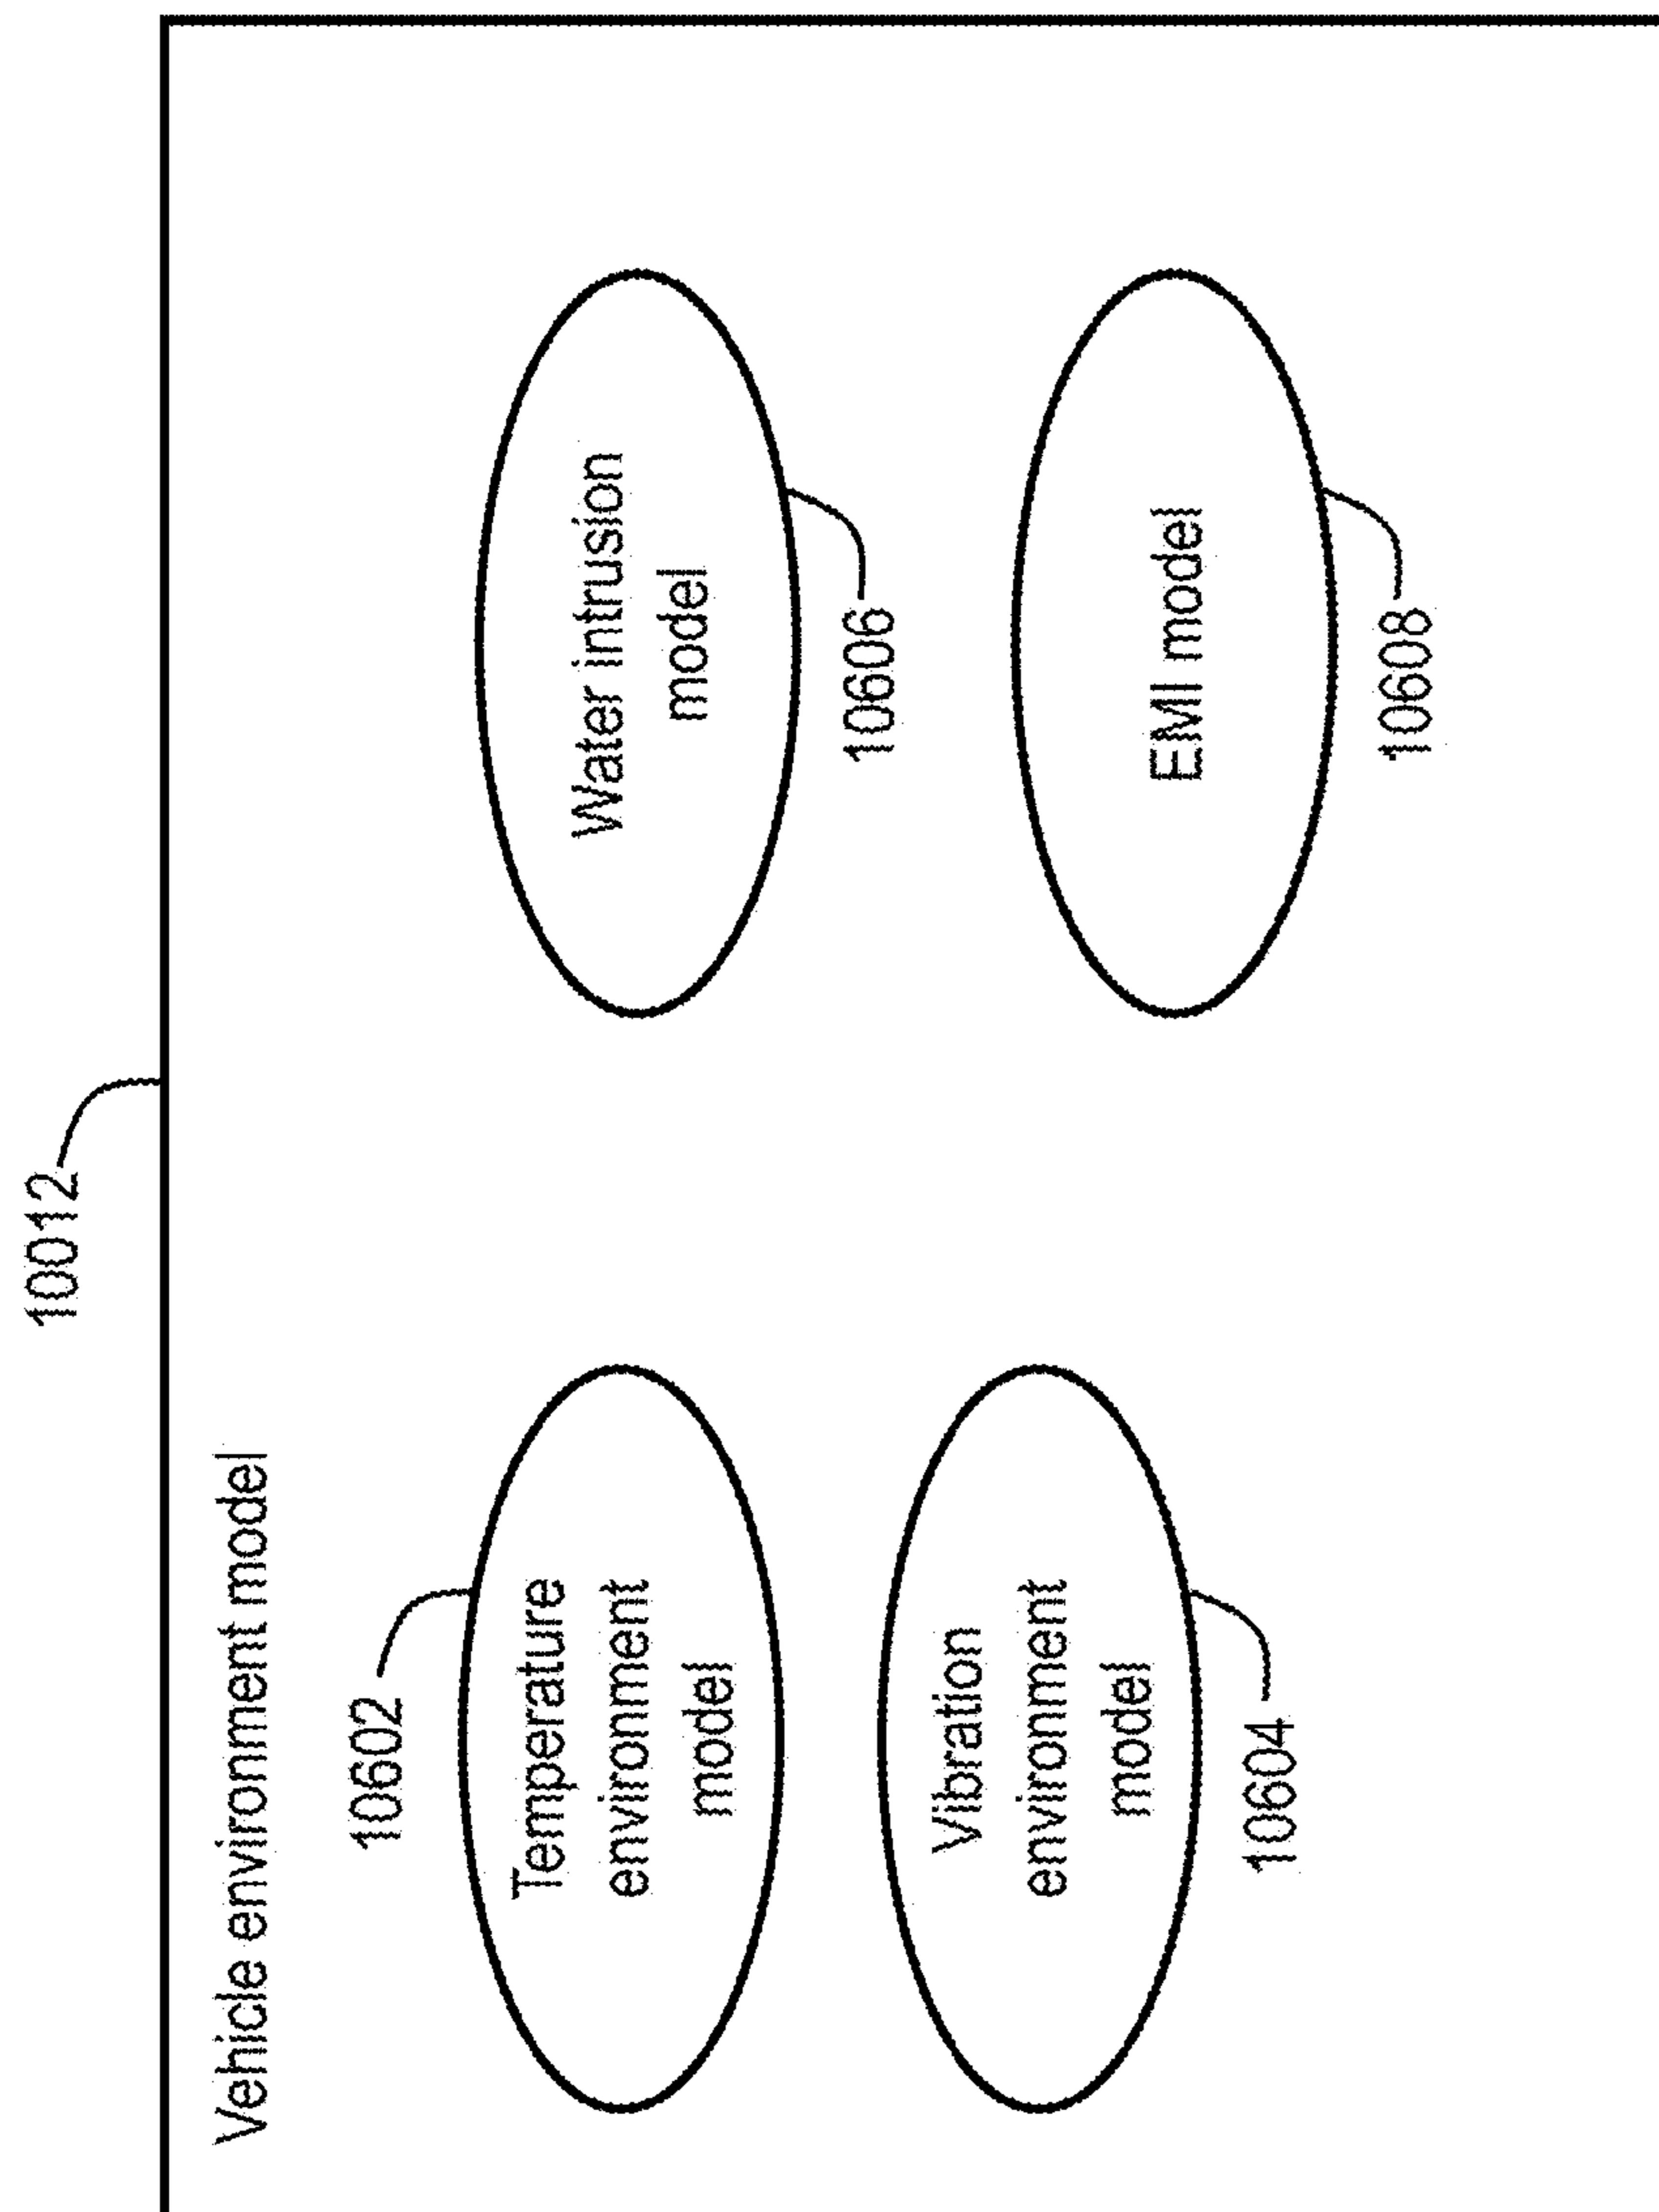 10012
Vehicle environment model
10602
Temperature
environment
model
Vibration
environment
model
10604
Water intrusion
model
10606
EMI model
10608